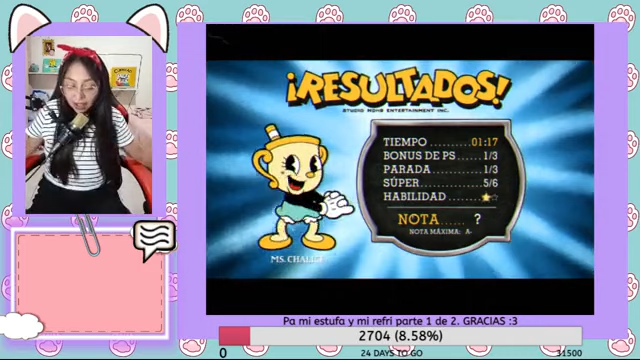 ¡RESULTADOS!
STUDIO MDHR ENTERTAINMENT INC.
TIEMPO.........01:17
BONUS DE PS.....1/3
PARADA..........1/3
SÚPER...........5/6
HABILIDAD.....
NOTA..... ?
NOTA MÁXIMA: A-
MS. CHALICE
Pa mi estufa y mi refri parte 1 de 2. GRACIAS :3
2704 (8.58%)
0 24 DAYS TO GO 31500